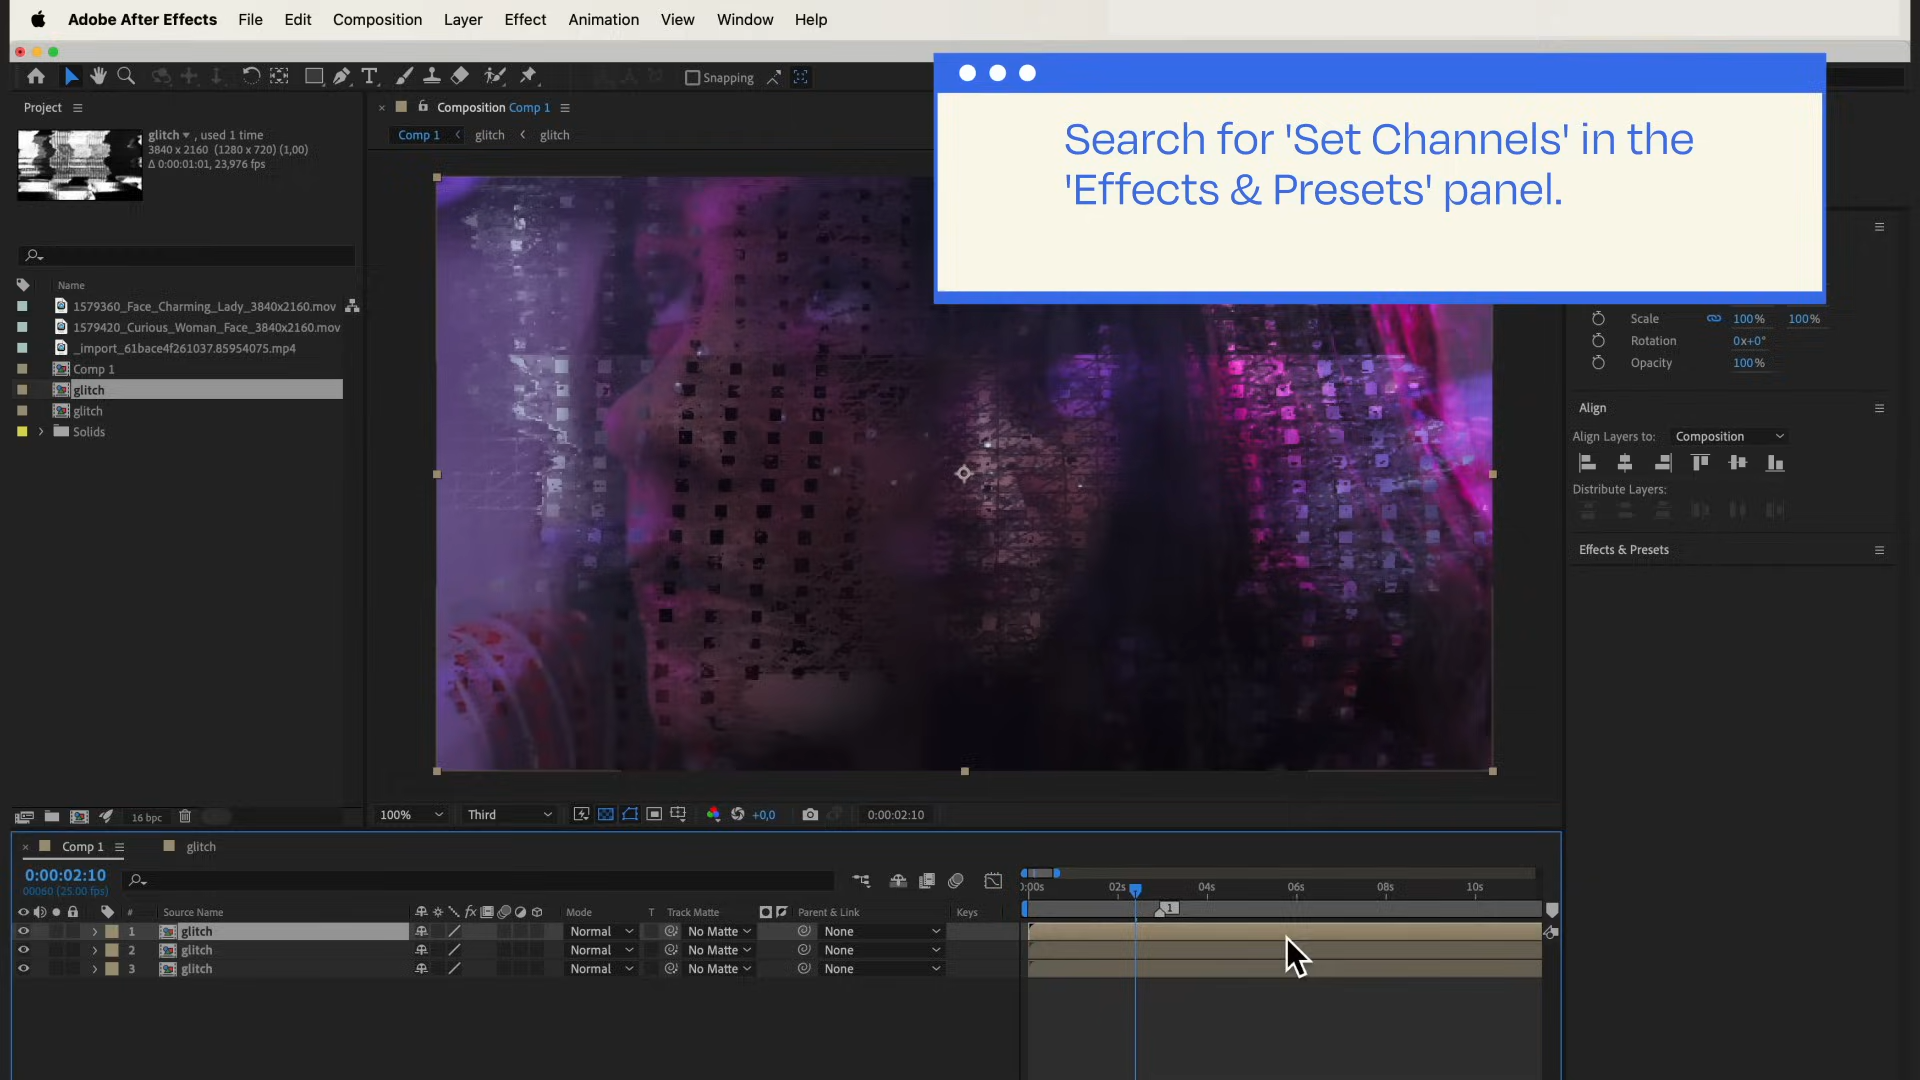 Adobe After Effects File Edit Composition Layer Effect Animation View Window Help
Snapping
Search for 'Set Channels' in the
'Effects & Presets' panel.
Project
glitch , used 1 time
3840 x 2160 (1280 x 720) (1,00)
Δ 0:00:01:01, 23,976 fps
Name
1579360_Face_Charming_Lady_3840x2160.mov
1579420_Curious_Woman_Face_3840x2160.mov
_import_61bace4f261037.85954075.mp4
Comp 1
glitch
glitch
Solids
16 bpc
Composition Comp 1
Comp 1 glitch glitch
100% Third +0,0 0:00:02:10
Scale 100% 100%
Rotation 0x+0°
Opacity 100%
Align
Align Layers to: Composition
Distribute Layers:
Effects & Presets
Comp 1 glitch
0:00:02:10
00060 (25.00 fps)
# Source Name fx Mode T Track Matte Parent & Link Keys
1 glitch Normal No Matte None
2 glitch Normal No Matte None
3 glitch Normal No Matte None
0:00s 02s 04s 06s 08s 10s
1